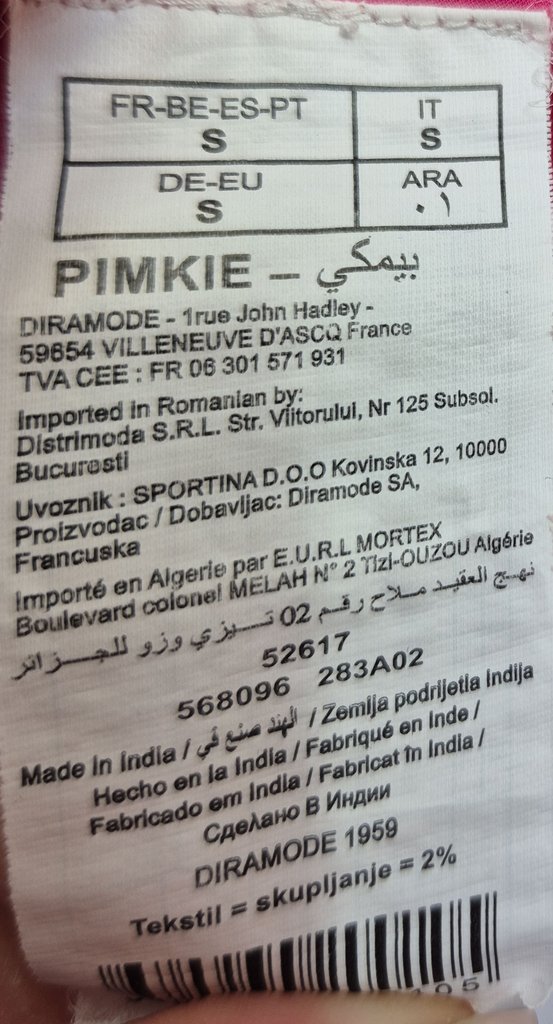 FR-BE-ES-PT IT
S S
DE-EU ARA
S ٠١
PIMKIE – بيمكي
DIRAMODE - 1rue John Hadley -
59654 VILLENEUVE D'ASCQ France
TVA CEE : FR 06 301 571 931
Imported in Romanian by:
Distrimoda S.R.L. Str. Viitorului, Nr 125 Subsol.
Bucuresti
Uvoznik : SPORTINA D.O.O Kovinska 12, 10000
Proizvodac / Dobavljac: Diramode SA,
Francuska
Importé en Algerie par E.U.R.L MORTEX
Boulevard colonel MELAH N° 2 Tizi-OUZOU Algérie
نهج العقيد ملاح رقم 02 تيزي وزو للجزائر
52617
568096 283A02
Made in India / الهند صنع في / Zemlja podrijetla Indija
Hecho en la India / Fabriqué en Inde /
Fabricado em India / Fabricat în India /
Сделано В Индии
DIRAMODE 1959
Tekstil = skupljanje = 2%